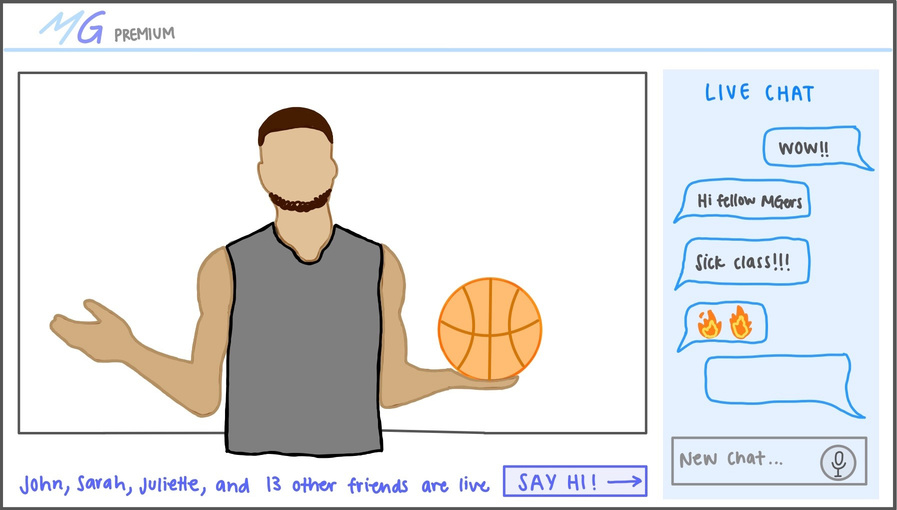 MG PREMIUM
LIVE CHAT
WOW!!
Hi fellow MGers
Sick class!!!
New chat...
John, Sarah, Juliette, and 13 other friends are live
SAY HI! →